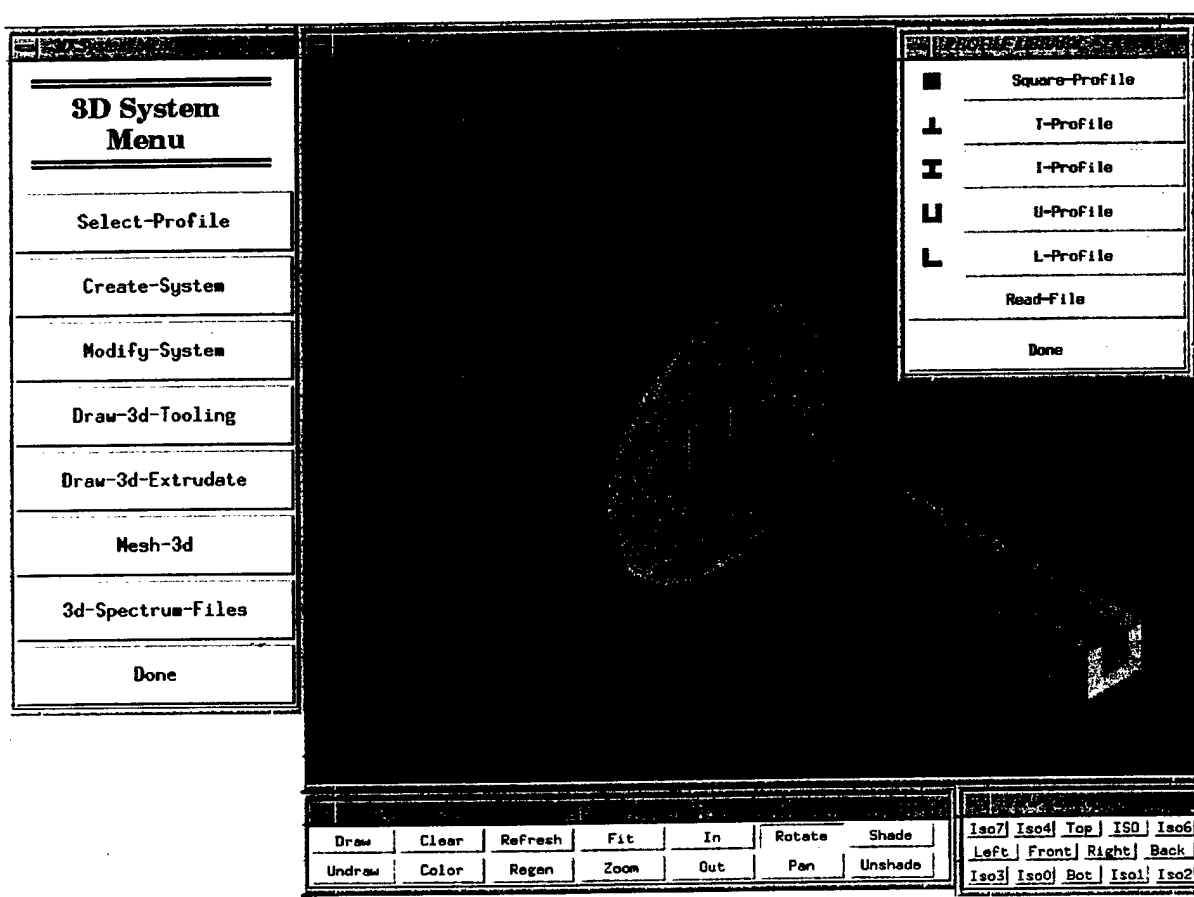 3D System
Menu
Select-Profile
Create-System
Modify-System
Draw-3d-Tooling
Draw-3d-Extrudate
Mesh-3d
3d-Spectrum-Files
Done
Square-Profile
T-Profile
I-Profile
U-Profile
L-Profile
Read-File
Done
Draw Clear Refresh Fit In Rotate Shade
Undraw Color Regen Zoom Out Pan Unshade
Iso7 Iso4 Top ISO Iso6
Left Front Right Back
Iso3 Iso0 Bot Iso1 Iso2